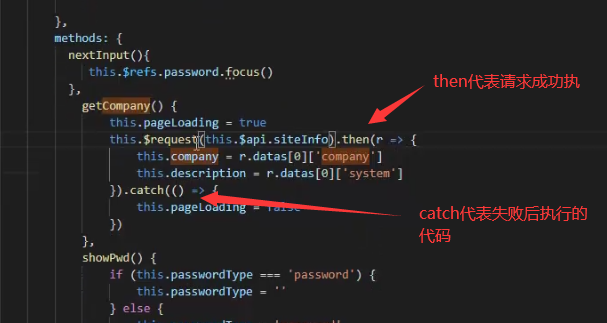 },
methods: {
nextInput(){
this.$refs.password.focus()
},
getCompany() {
this.pageLoading = true
this.$request(this.$api.siteInfo).then(r => {
this.company = r.datas[0]['company']
this.description = r.datas[0]['system']
}).catch(() => {
this.pageLoading = false
})
},
showPwd() {
if (this.passwordType === 'password') {
this.passwordType = ''
} else {
then代表请求成功执
catch代表失败后执行的
代码